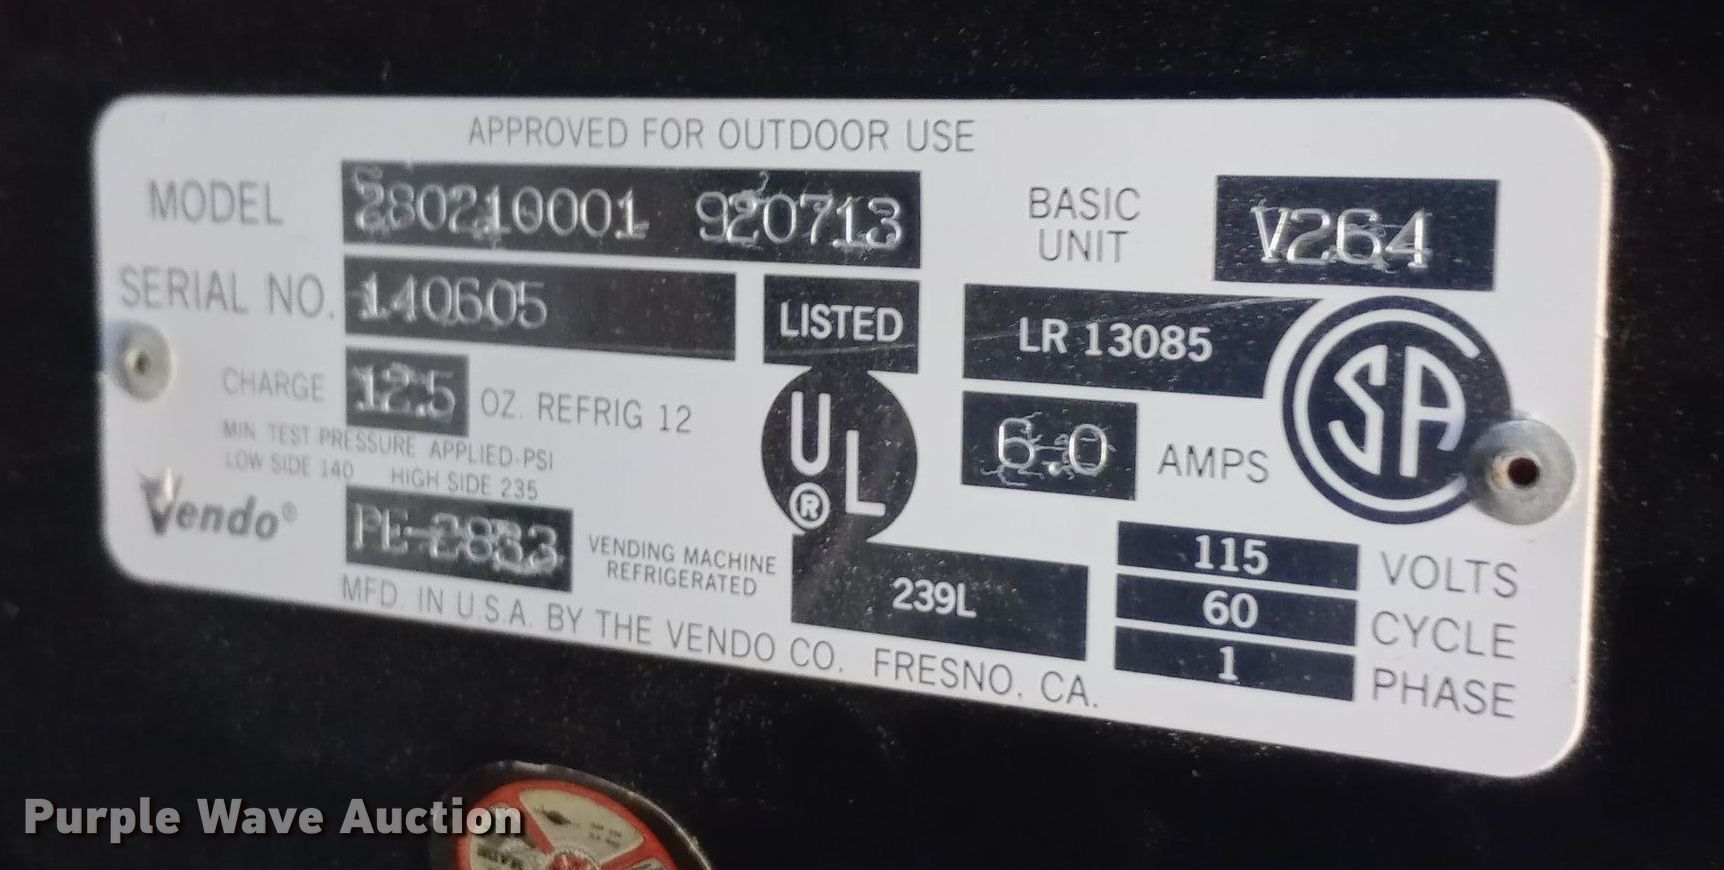 APPROVED FOR OUTDOOR USE
MODEL 280210001 920713
BASIC UNIT V264
SERIAL NO. 140605
LISTED
LR 13085
SA
CHARGE 12.5 OZ. REFRIG 12
UL®
6.0 AMPS
MIN TEST PRESSURE APPLIED-PSI
LOW SIDE 140 HIGH SIDE 235
Vendo®
PE-2833
VENDING MACHINE
REFRIGERATED
239L
115 VOLTS
60 CYCLE
1 PHASE
MFD. IN U.S.A. BY THE VENDO CO. FRESNO, CA.
Purple Wave Auction